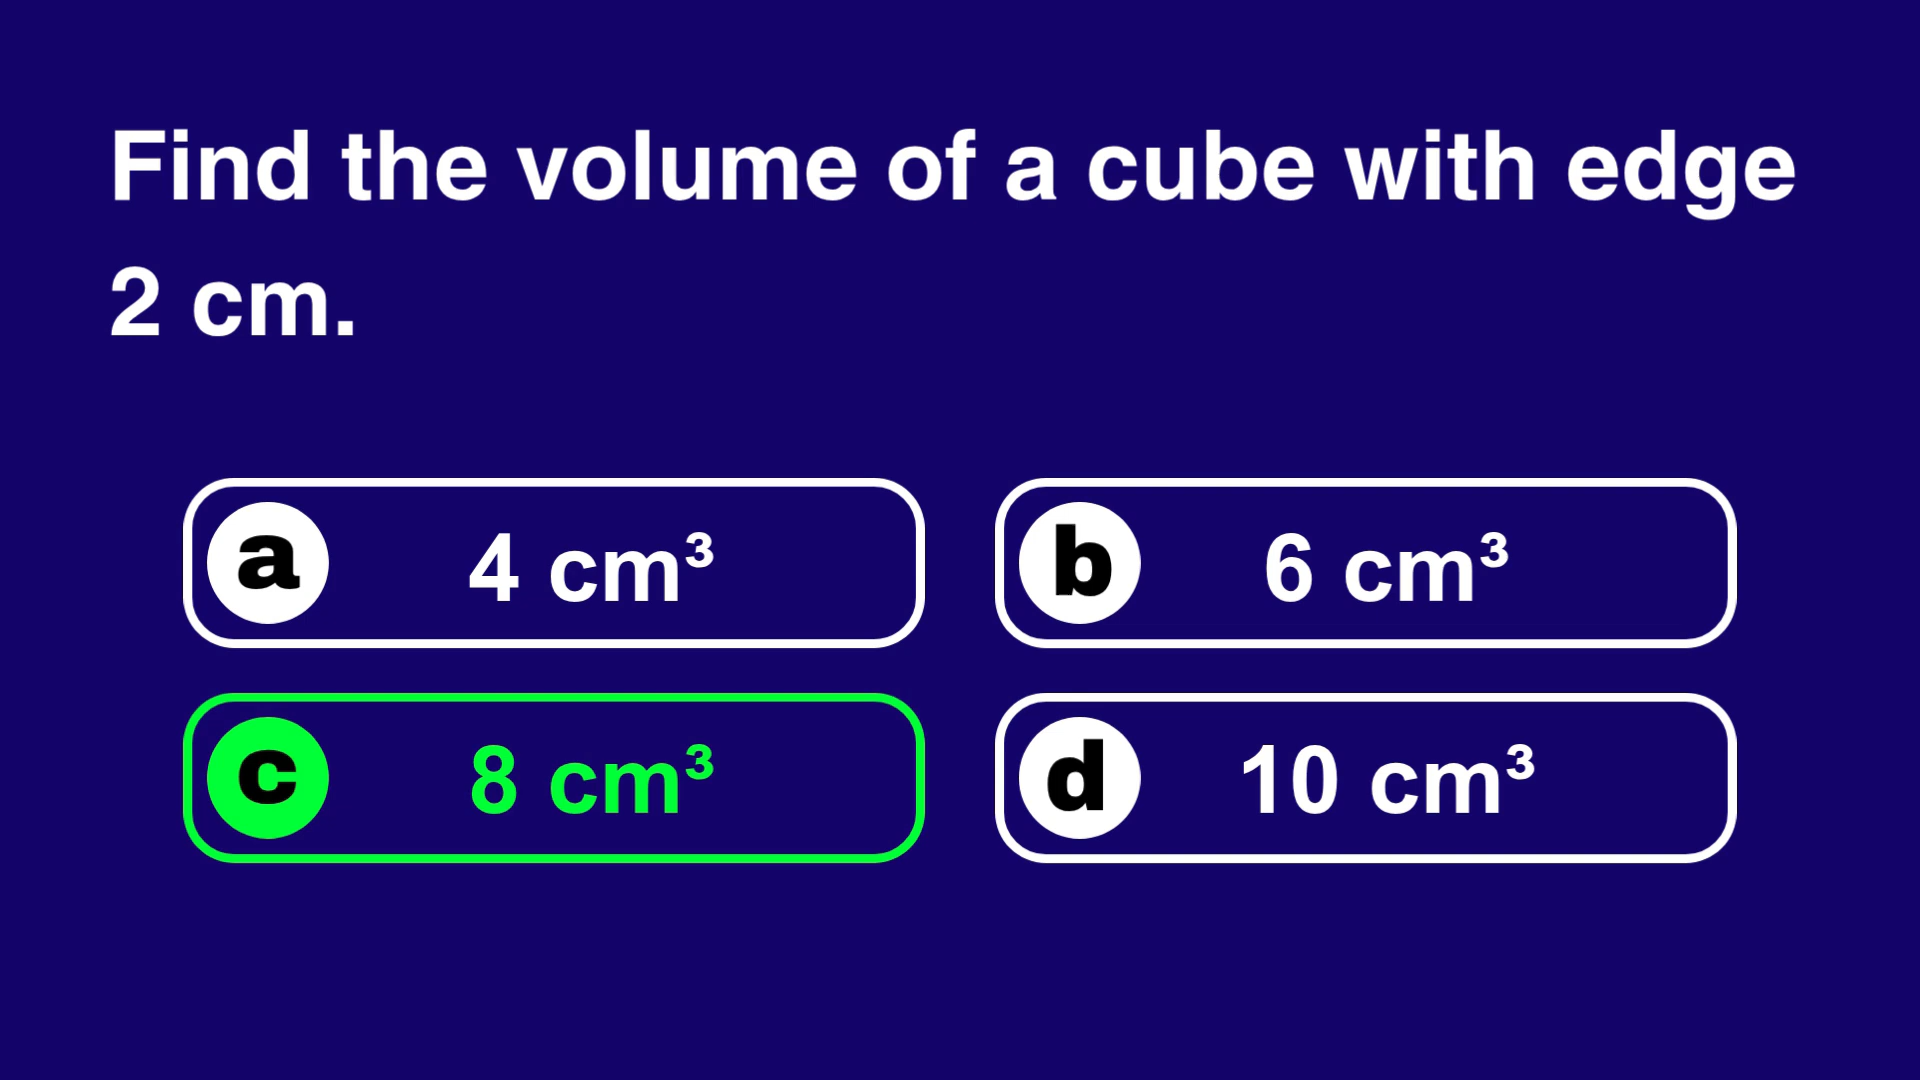 Find the volume of a cube with edge
2 cm.
a 4 cm³
b 6 cm³
c 8 cm³
d 10 cm³